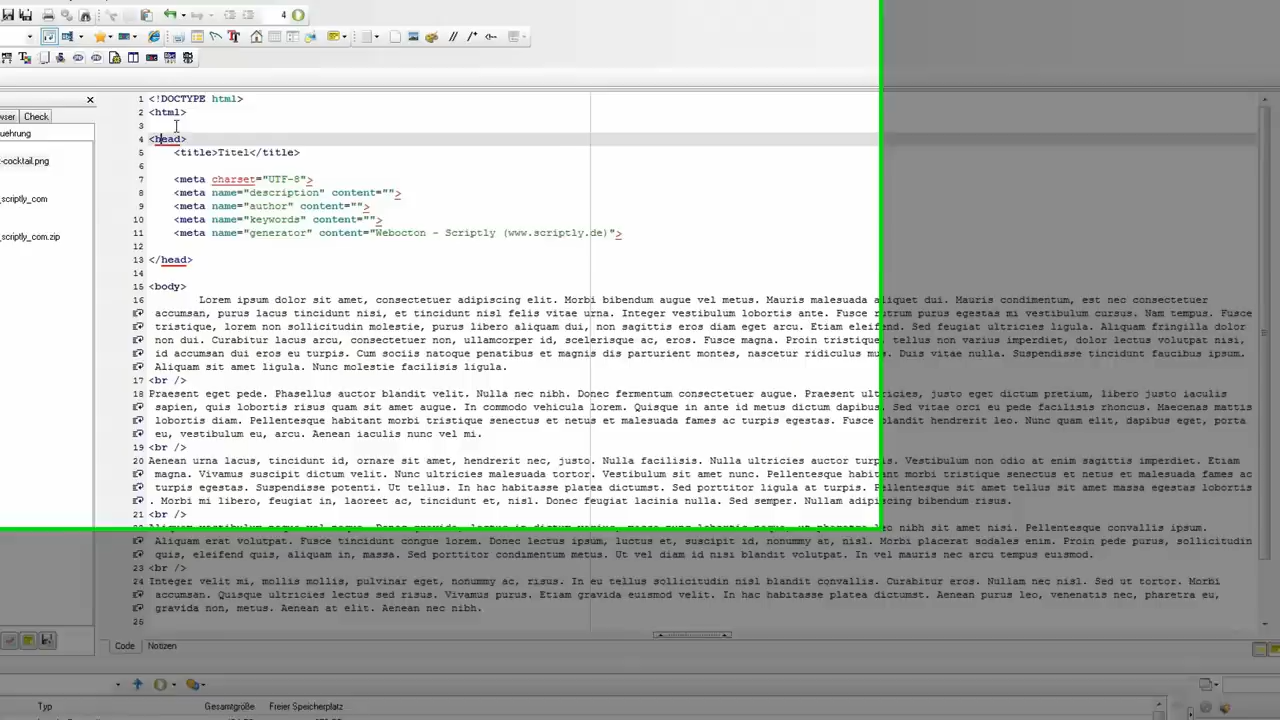 4
wser Check
uehrung
-cocktail.png
_scriptly_com
_scriptly_com.zip
1 <!DOCTYPE html>
2 <html>
3
4 <head>
5 <title>Titel</title>
6
7 <meta charset="UTF-8">
8 <meta name="description" content="">
9 <meta name="author" content="">
10 <meta name="keywords" content="">
11 <meta name="generator" content="Webocton - Scriptly (www.scriptly.de)">
12
13 </head>
14
15 <body>
16 Lorem ipsum dolor sit amet, consectetuer adipiscing elit. Morbi bibendum augue vel metus. Mauris malesuada aliquet dui. Mauris condimentum, est nec consectetuer
accumsan, purus lacus tincidunt nisi, et tincidunt nisl felis vitae urna. Integer vestibulum lobortis ante. Fusce rutrum purus egestas mi vestibulum cursus. Nam tempus. Fusce
tristique, lorem non sollicitudin molestie, purus libero aliquam dui, non sagittis eros diam eget arcu. Etiam eleifend. Sed feugiat ultricies ligula. Aliquam fringilla dolor
non dui. Curabitur lacus arcu, consectetuer non, ullamcorper id, scelerisque ac, eros. Fusce magna. Proin tristique, tellus non varius imperdiet, dolor lectus volutpat nisi,
id accumsan dui eros eu turpis. Cum sociis natoque penatibus et magnis dis parturient montes, nascetur ridiculus mus. Duis vitae nulla. Suspendisse tincidunt faucibus ipsum.
Aliquam sit amet ligula. Nunc molestie facilisis ligula.
17 <br />
18 Praesent eget pede. Phasellus auctor blandit velit. Nulla nec nibh. Donec fermentum consectetuer augue. Praesent ultricies, justo eget dictum pretium, libero justo iaculis
sapien, quis lobortis risus quam sit amet augue. In commodo vehicula lorem. Quisque in ante id metus dictum dapibus. Sed vitae orci eu pede facilisis rhoncus. Maecenas mattis
lobortis diam. Pellentesque habitant morbi tristique senectus et netus et malesuada fames ac turpis egestas. Fusce blandit hendrerit leo. Nunc quam elit, dapibus eget, porta
eu, vestibulum eu, arcu. Aenean iaculis nunc vel mi.
19 <br />
20 Aenean urna lacus, tincidunt id, ornare sit amet, hendrerit nec, justo. Nulla facilisis. Nulla ultricies auctor turpis. Vestibulum non odio at enim sagittis imperdiet. Etiam
magna. Vivamus suscipit dictum velit. Nunc ultricies malesuada tortor. Vestibulum sit amet nunc. Pellentesque habitant morbi tristique senectus et netus et malesuada fames ac
turpis egestas. Suspendisse potenti. Ut tellus. In hac habitasse platea dictumst. Sed porttitor ligula at turpis. Pellentesque sit amet tellus sit amet massa egestas lobortis
. Morbi mi libero, feugiat in, laoreet ac, tincidunt et, nisl. Donec feugiat lacinia nulla. Sed semper. Nullam adipiscing bibendum risus.
21 <br />
nibh sit amet nisi. Pellentesque convallis ipsum.
Aliquam erat volutpat. Fusce tincidunt congue lorem. Donec lectus ipsum, luctus et, suscipit id, nonummy at, nisl. Morbi placerat sodales enim. Proin pede purus, sollicitudin
quis, eleifend quis, aliquam in, massa. Sed porttitor condimentum metus. Ut vel diam id nisi blandit volutpat. In vel mauris nec arcu tempus euismod.
23 <br />
24 Integer velit mi, mollis mollis, pulvinar eget, nonummy ac, risus. In eu tellus sollicitudin nisl blandit convallis. Curabitur eros. Nullam sed mauris. Sed ut tortor. Morbi
accumsan. Quisque ultricies lectus sed risus. Vivamus purus. Etiam gravida euismod velit. In hac habitasse platea dictumst. Aenean purus leo, venenatis nec, pharetra eu,
gravida non, metus. Aenean at elit. Aenean nec nibh.
25
Code Notizen
Typ Gesamtgröße Freier Speicherplatz